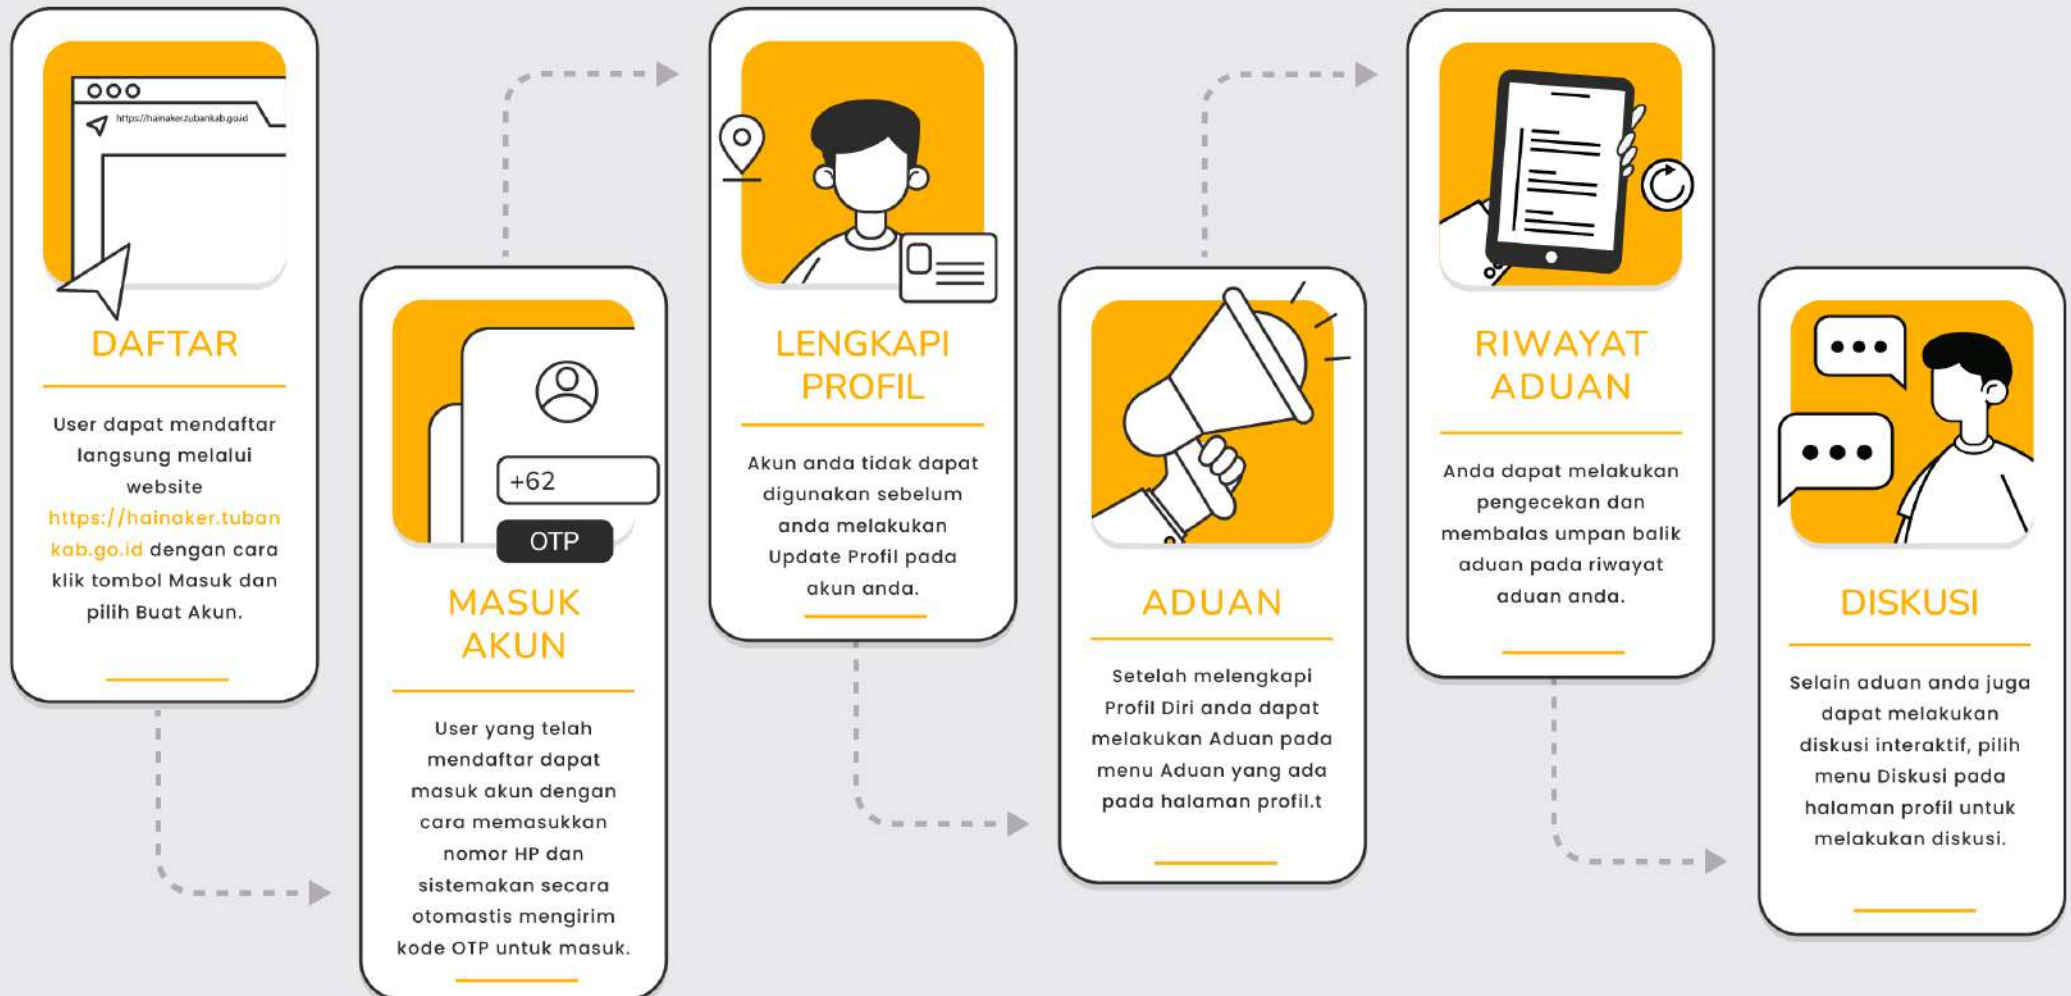 https://hainaker.tubankab.go.id
DAFTAR
User dapat mendaftar
langsung melalui
website
https://hainaker.tuban
kab.go.id dengan cara
klik tombol Masuk dan
pilih Buat Akun.
+62
OTP
MASUK
AKUN
User yang telah
mendaftar dapat
masuk akun dengan
cara memasukkan
nomor HP dan
sistemakan secara
otomastis mengirim
kode OTP untuk masuk.
LENGKAPI
PROFIL
Akun anda tidak dapat
digunakan sebelum
anda melakukan
Update Profil pada
akun anda.
ADUAN
Setelah melengkapi
Profil Diri anda dapat
melakukan Aduan pada
menu Aduan yang ada
pada halaman profil.t
RIWAYAT
ADUAN
Anda dapat melakukan
pengecekan dan
membalas umpan balik
aduan pada riwayat
aduan anda.
DISKUSI
Selain aduan anda juga
dapat melakukan
diskusi interaktif, pilih
menu Diskusi pada
halaman profil untuk
melakukan diskusi.